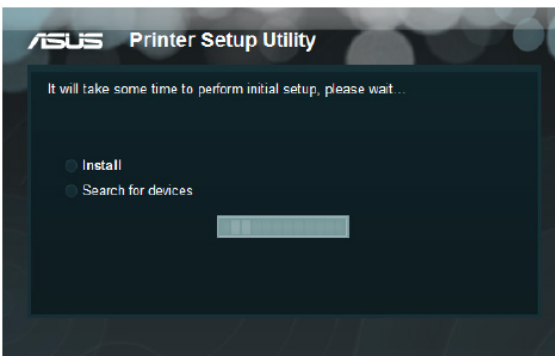 ASUS Printer Setup Utility
It will take some time to perform initial setup, please wait...
Install
Search for devices